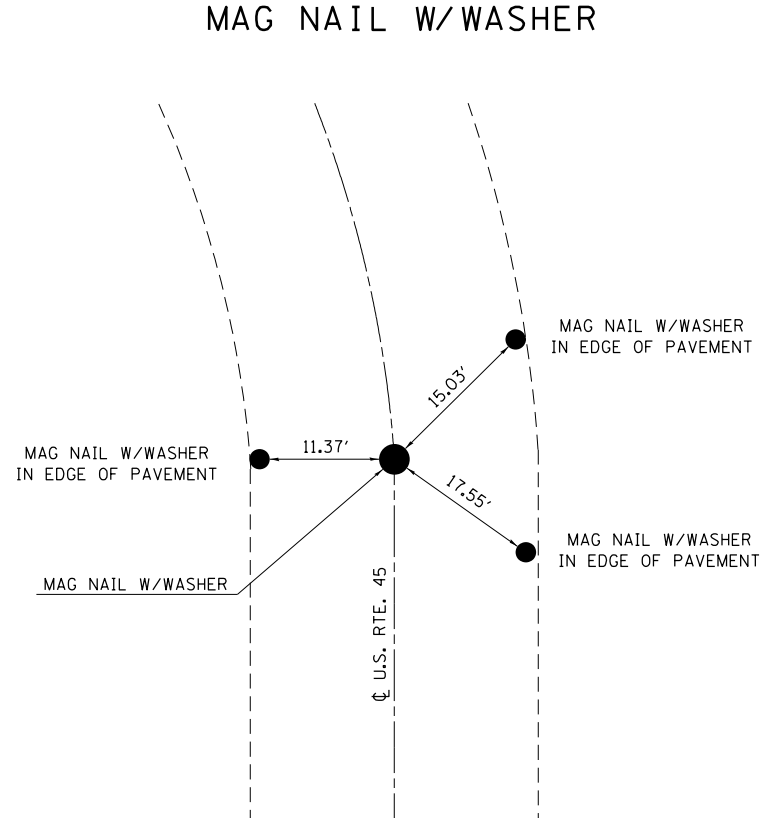 MAG NAIL W/WASHER
MAG NAIL W/WASHER
IN EDGE OF PAVEMENT
15.03'
11.37'
MAG NAIL W/WASHER
IN EDGE OF PAVEMENT
17.55'
MAG NAIL W/WASHER
IN EDGE OF PAVEMENT
MAG NAIL W/WASHER
℄ U.S. RTE. 45